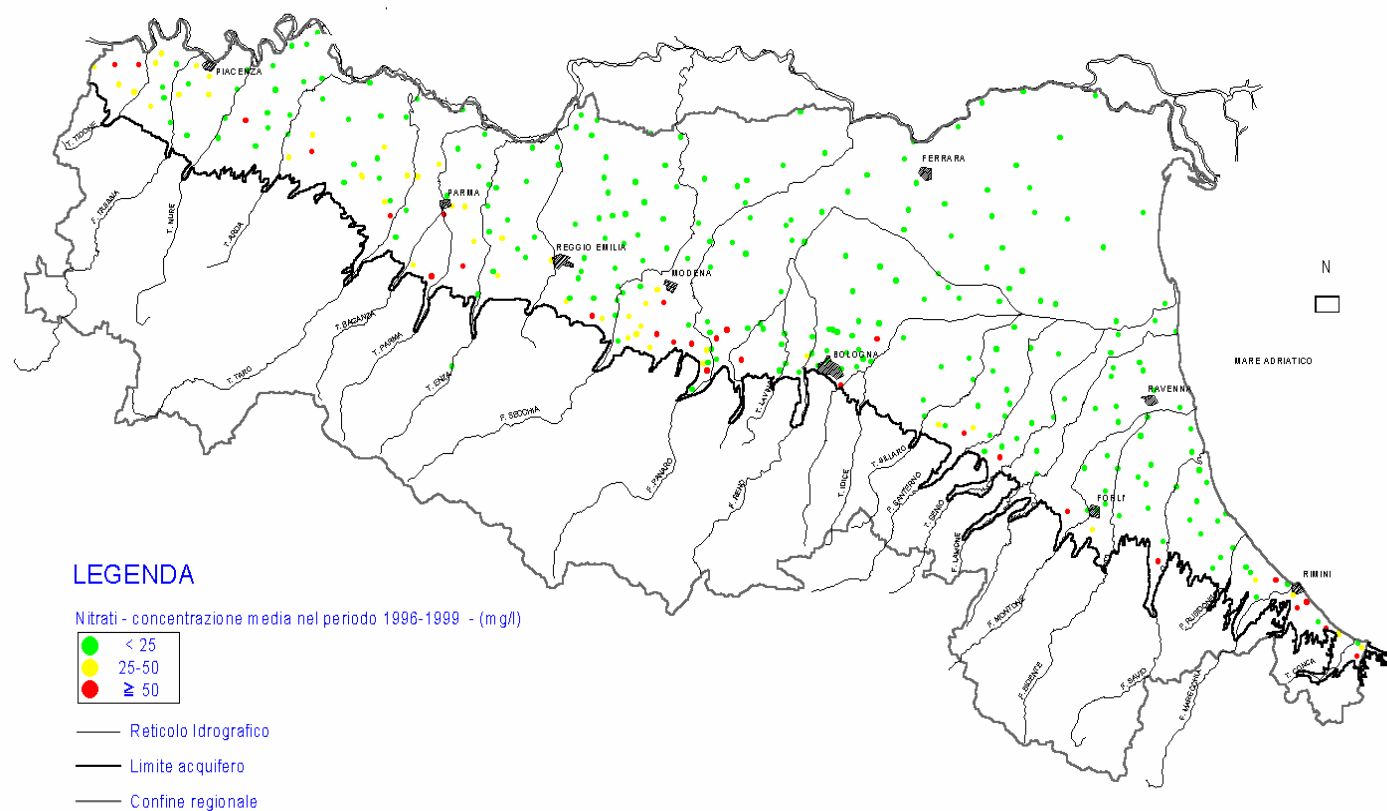 PIACENZA
T. TIDONE
F. TREBBIA
T. NURE
T. ARDA
PARMA
FERRARA
REGGIO EMILIA
MODENA
N
T. BAGANZA
T. PARMA
T. TARO
T. ENZA
F. SECCHIA
BOLOGNA
MARE ADRIATICO
RAVENNA
F. PANARO
F. RENO
T. LAVINO
T. IDICE
T. SILLARO
F. SANTERNO
T. SENIO
F. LAMONE
FORLI'
F. MONTONE
F. BIDENTE
F. SAVIO
F. RUBICONE
F. MARECCHIA
RIMINI
T. CONCA
LEGENDA
Nitrati - concentrazione media nel periodo 1996-1999 - (mg/l)
< 25
25-50
≧ 50
Reticolo Idrografico
Limite acquifero
Confine regionale